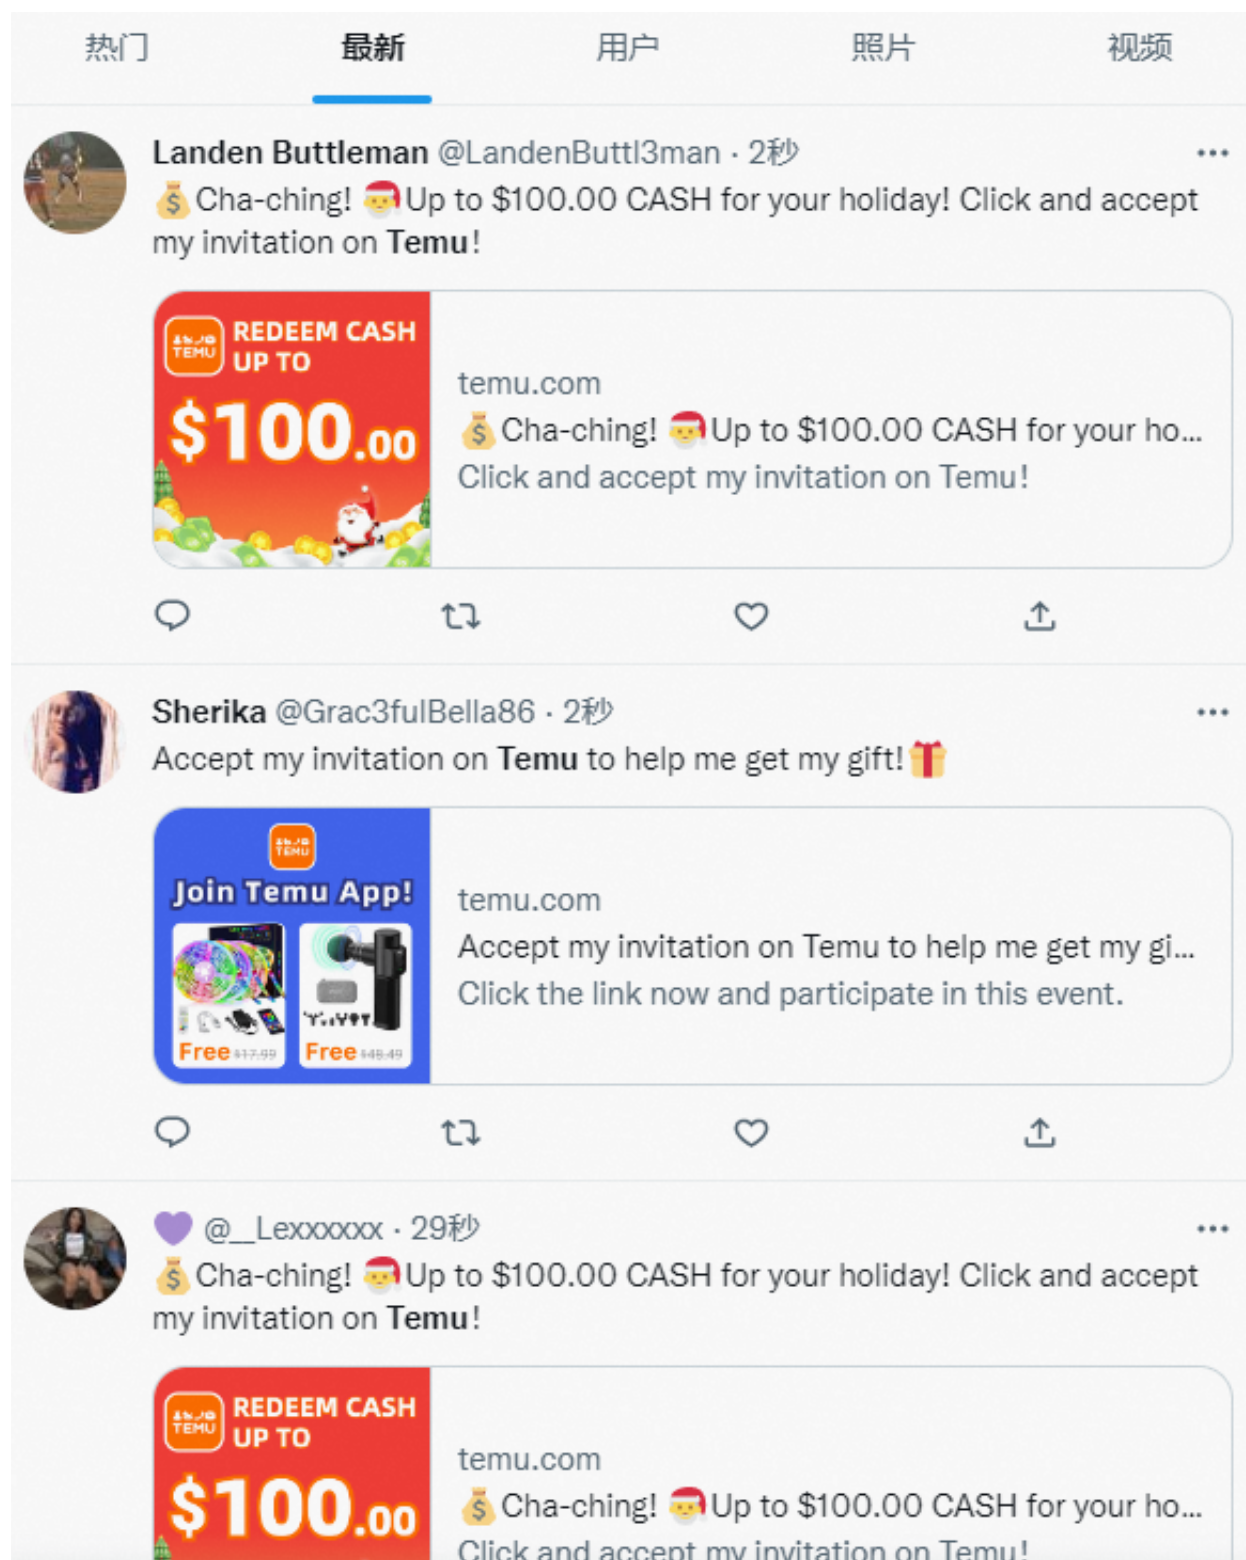 热门 最新 用户 照片 视频
Landen Buttleman @LandenButtl3man · 2秒
💰Cha-ching! 🎅Up to $100.00 CASH for your holiday! Click and accept
my invitation on Temu!
TEMU
REDEEM CASH
UP TO
$100.00
temu.com
💰Cha-ching! 🎅Up to $100.00 CASH for your ho...
Click and accept my invitation on Temu!
Sherika @Grac3fulBella86 · 2秒
Accept my invitation on Temu to help me get my gift!🎁
TEMU
Join Temu App!
Free $17.99 Free $48.49
temu.com
Accept my invitation on Temu to help me get my gi...
Click the link now and participate in this event.
💜 @__Lexxxxxx · 29秒
💰Cha-ching! 🎅Up to $100.00 CASH for your holiday! Click and accept
my invitation on Temu!
TEMU
REDEEM CASH
UP TO
$100.00
temu.com
💰Cha-ching! 🎅Up to $100.00 CASH for your ho...
Click and accept my invitation on Temu!